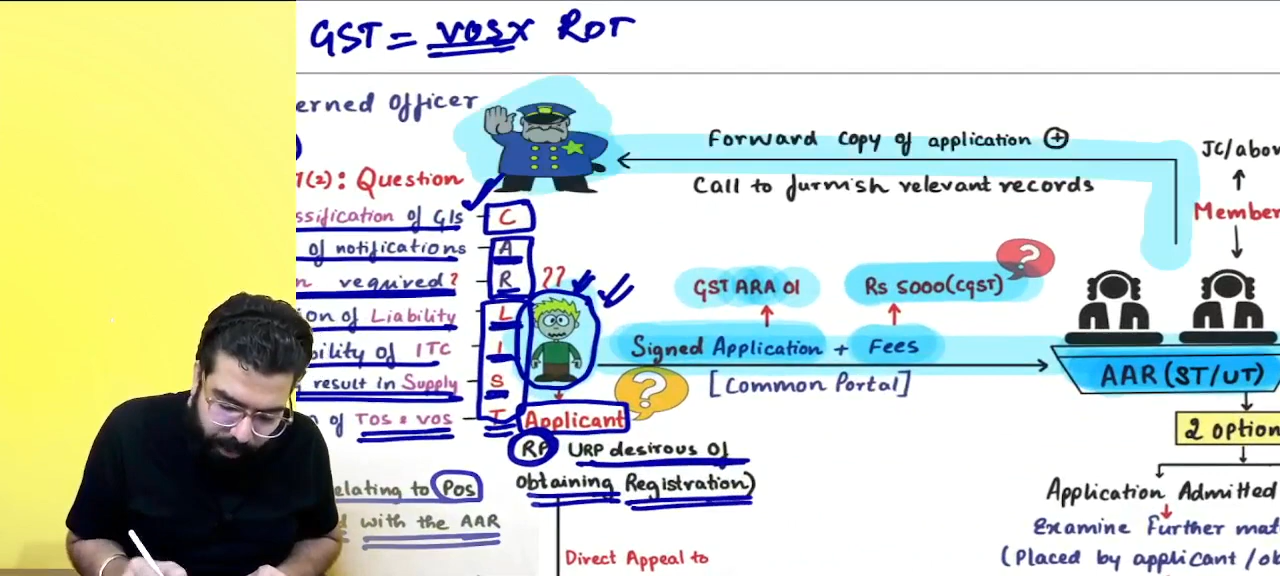 GST = VOS x ROT
erned Officer
7(2): Question
ssification of G/s - C
of notifications - A
n required? - R ??
on of Liability - L
bility of ITC - I
result in Supply - S
of TOS & VOS - T
Applicant
RP URP desirous of
obtaining Registration)
elating to POS
with the AAR
Forward copy of application +
Call to furnish relevant records
GST ARA 01
Rs 5000 (CGST)
?
Signed Application + Fees
[Common Portal]
?
JC/abov
Member
AAR (ST/UT)
2 option
Application Admitted
Examine Further mat
(Placed by applicant/ob
Direct Appeal to